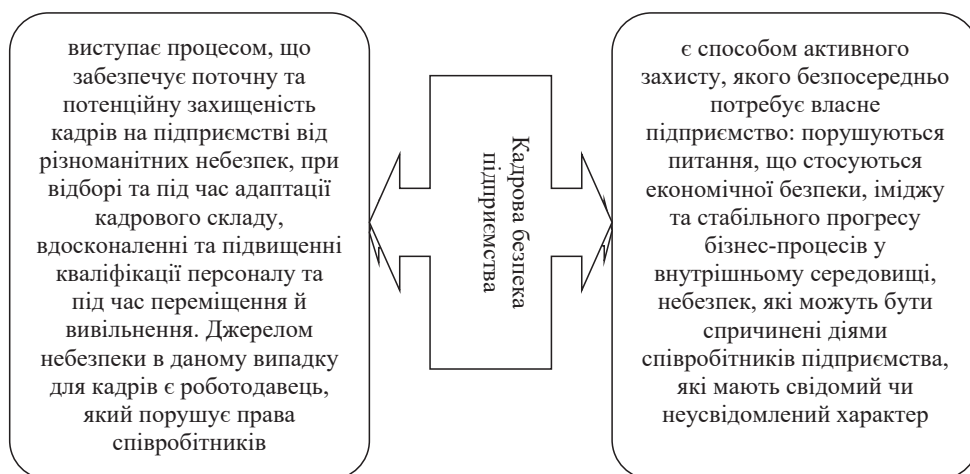 виступає процесом, що
забезпечує поточну та
потенційну захищеність
кадрів на підприємстві від
різноманітних небезпек, при
відборі та під час адаптації
кадрового складу,
вдосконаленні та підвищенні
кваліфікації персоналу та
під час переміщення й
вивільнення. Джерелом
небезпеки в даному випадку
для кадрів є роботодавець,
який порушує права
співробітників
Кадрова безпека
підприємства
є способом активного
захисту, якого безпосередньо
потребує власне
підприємство: порушуються
питання, що стосуються
економічної безпеки, іміджу
та стабільного прогресу
бізнес-процесів у
внутрішньому середовищі,
небезпек, які можуть бути
спричинені діями
співробітників підприємства,
які мають свідомий чи
неусвідомлений характер